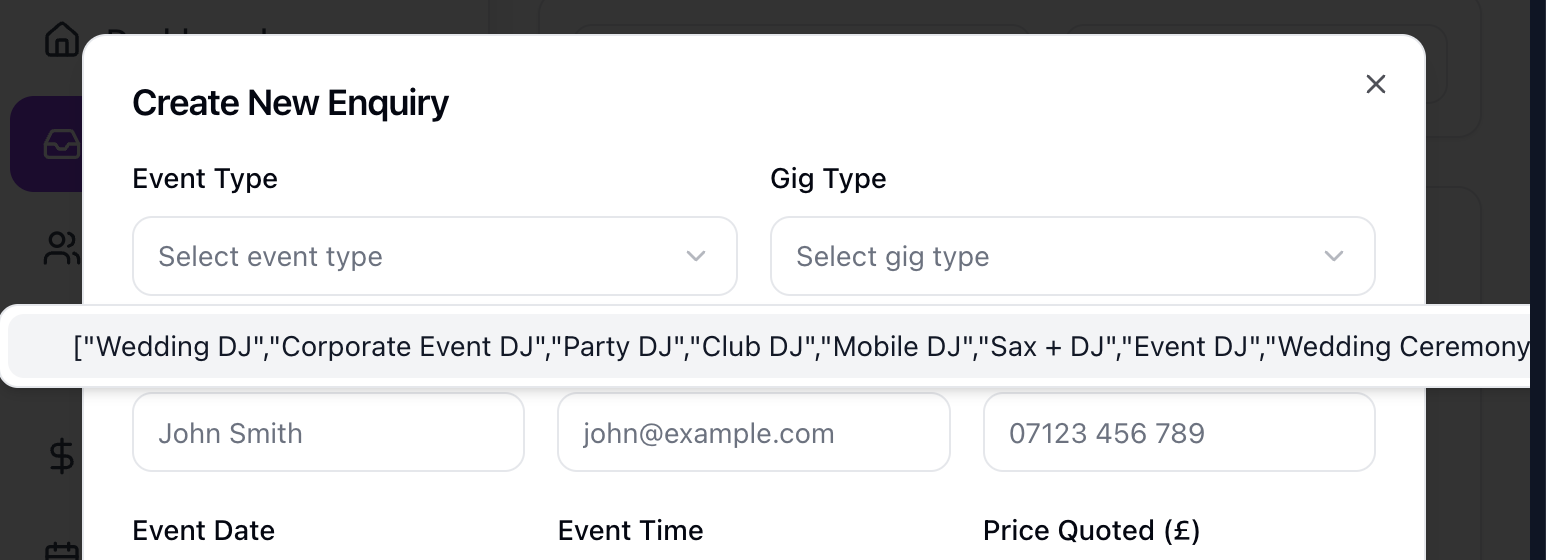 Create New Enquiry
Event Type
Gig Type
Select event type
Select gig type
["Wedding DJ","Corporate Event DJ","Party DJ","Club DJ","Mobile DJ","Sax + DJ","Event DJ","Wedding Ceremony
John Smith
john@example.com
07123 456 789
Event Date
Event Time
Price Quoted (£)